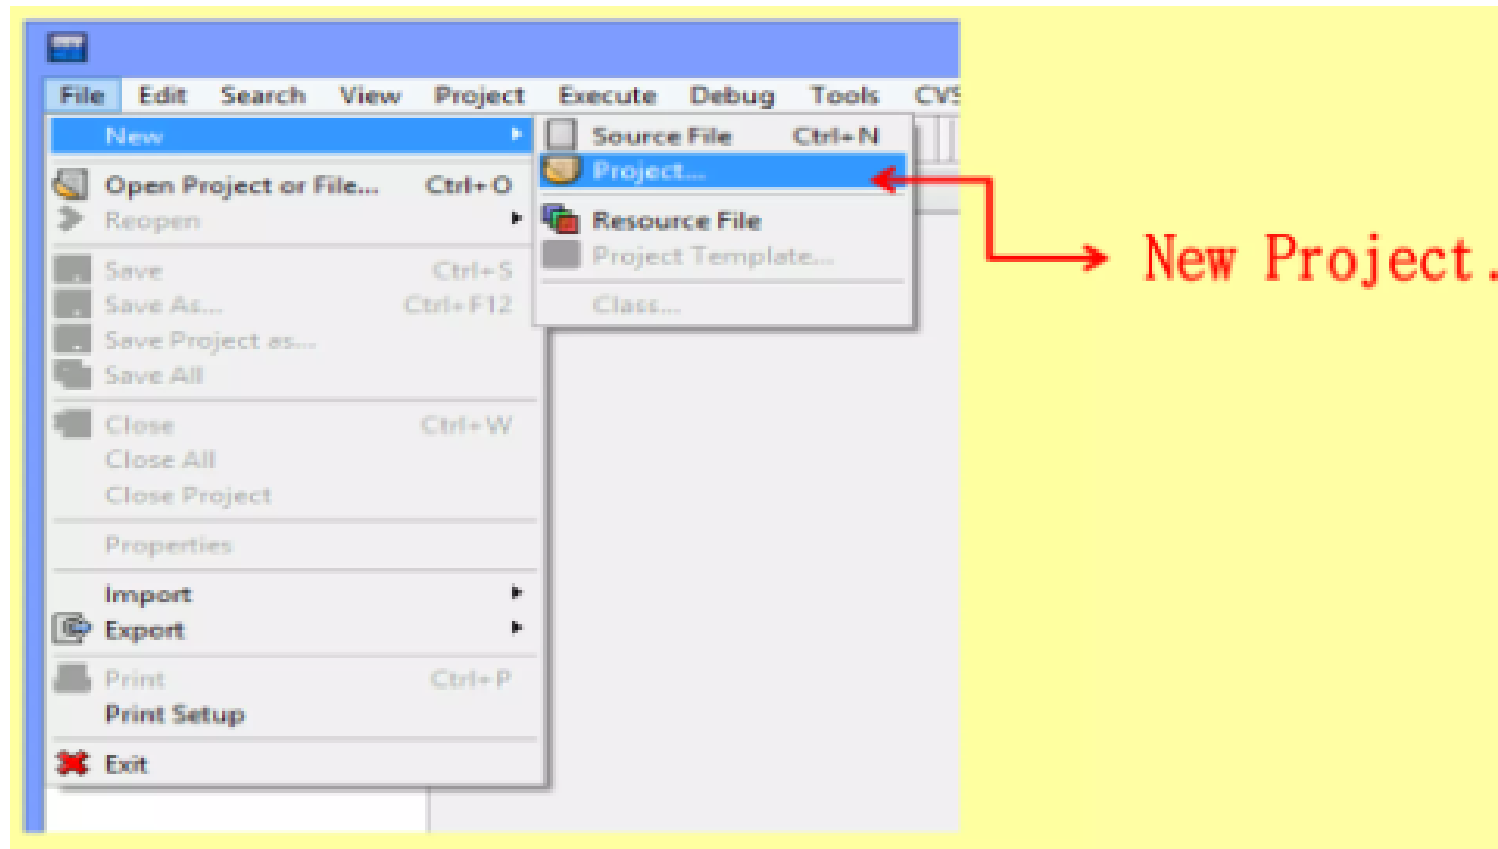 File Edit Search View Project Execute Debug Tools CVS
New
Open Project or File... Ctrl+O
Reopen
Save Ctrl+S
Save As... Ctrl+F12
Save Project as...
Save All
Close Ctrl+W
Close All
Close Project
Properties
Import
Export
Print Ctrl+P
Print Setup
Exit
Source File Ctrl+N
Project...
Resource File
Project Template...
Class...
New Project.